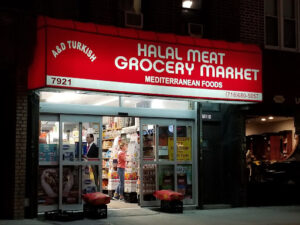 A&D TURKISH
HALAL MEAT
GROCERY MARKET
MEDITERRANEAN FOODS
7921